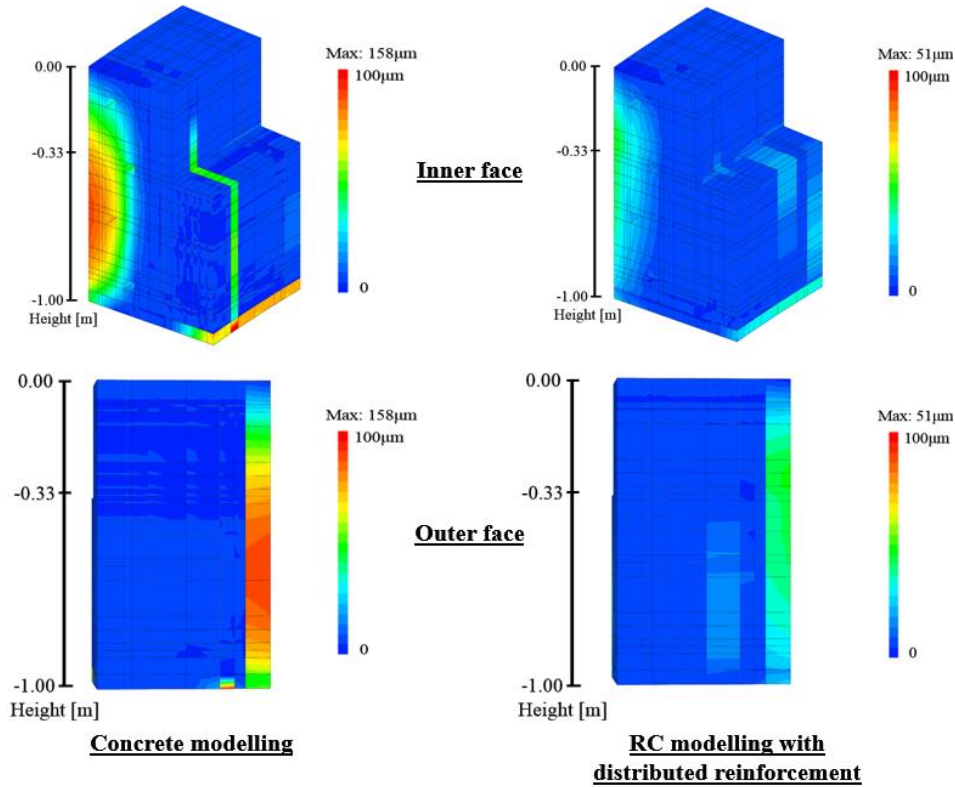 Max: 158μm
100μm
0.00
-0.33
-1.00
Height [m]
0
Inner face
Max: 51μm
100μm
0.00
-0.33
-1.00
Height [m]
0
Max: 158μm
100μm
0.00
-0.33
-1.00
Height [m]
0
Outer face
Max: 51μm
100μm
0.00
-0.33
-1.00
Height [m]
0
Concrete modelling
RC modelling with
distributed reinforcement